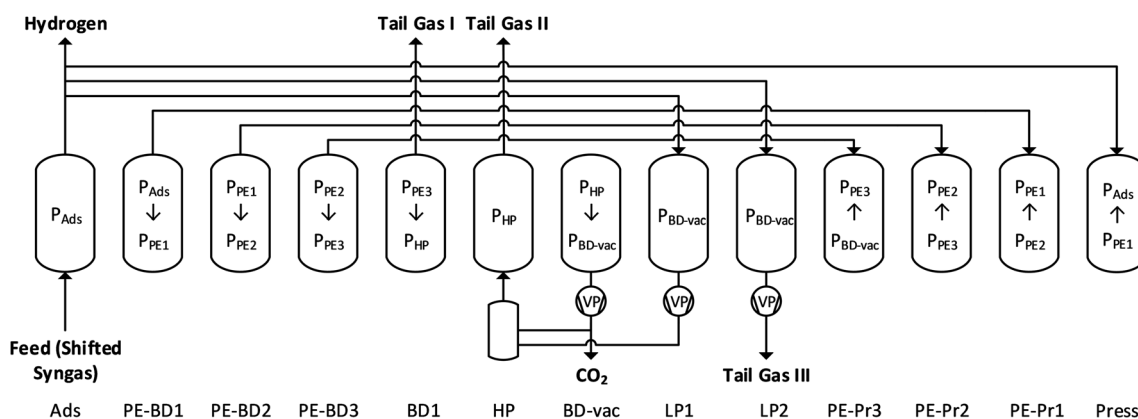 Hydrogen Tail Gas I Tail Gas II
P_Ads P_Ads P_PE1 P_PE2 P_PE3 P_HP P_HP P_BD-vac P_BD-vac P_PE3 P_PE2 P_PE1 P_Ads
↓ ↓ ↓ ↓ ↓ ↑ ↑ ↑ ↑
P_PE1 P_PE2 P_PE3 P_HP P_BD-vac P_BD-vac P_PE3 P_PE2 P_PE1
VP VP VP
Feed (Shifted
Syngas)
CO₂ Tail Gas III
Ads PE-BD1 PE-BD2 PE-BD3 BD1 HP BD-vac LP1 LP2 PE-Pr3 PE-Pr2 PE-Pr1 Press